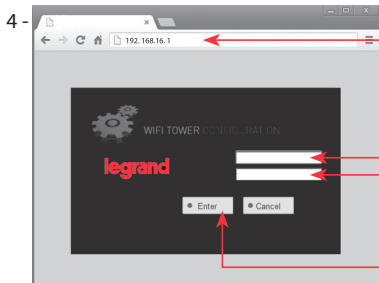 4 -
192.168.16.1
WIFI TOWER CONFIGURATION
legrand
Enter
Cancel